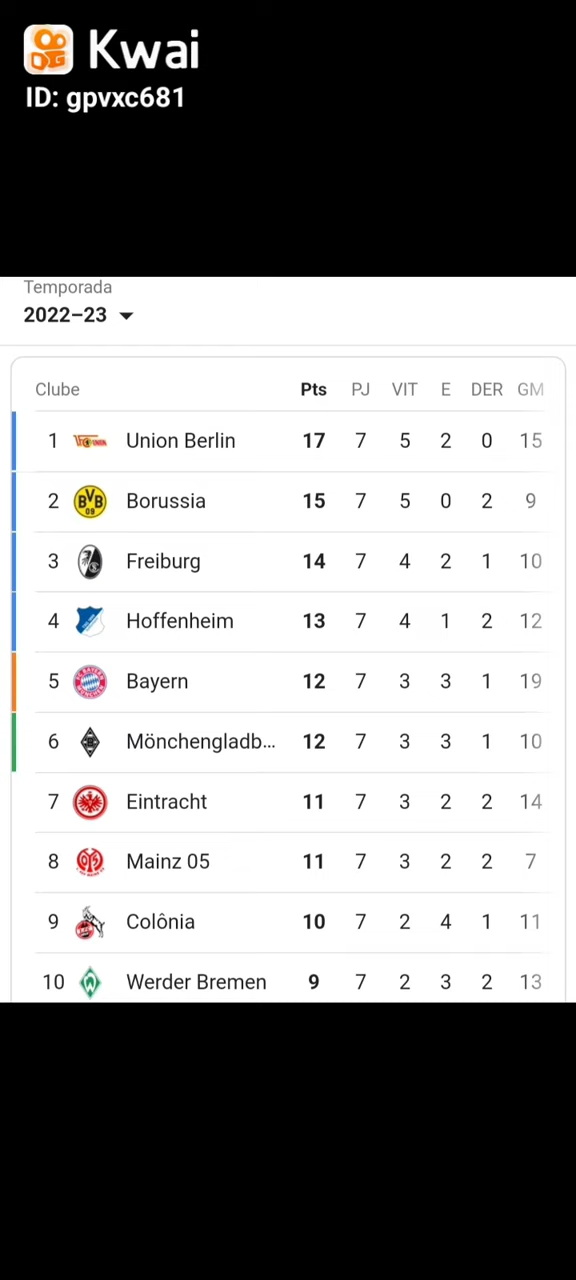 Kwai
ID: gpvxc681
Temporada
2022–23
Clube Pts PJ VIT E DER GM
1 Union Berlin 17 7 5 2 0 15
2 BVB 09 Borussia 15 7 5 0 2 9
3 Freiburg 14 7 4 2 1 10
4 Hoffenheim 13 7 4 1 2 12
5 Bayern 12 7 3 3 1 19
6 Mönchengladb... 12 7 3 3 1 10
7 Eintracht 11 7 3 2 2 14
8 Mainz 05 11 7 3 2 2 7
9 Colônia 10 7 2 4 1 11
10 Werder Bremen 9 7 2 3 2 13